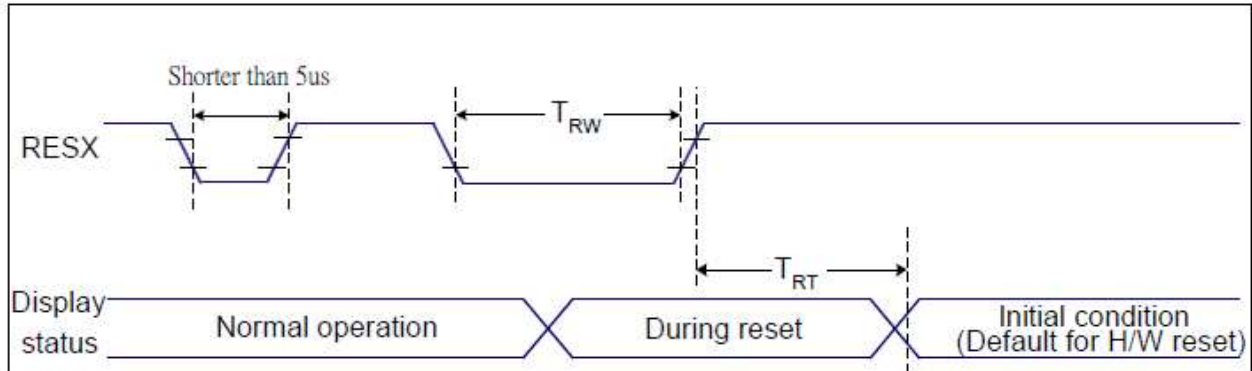 Shorter than 5us
RESX
TRW
TRT
Display
status
Normal operation
During reset
Initial condition
(Default for H/W reset)